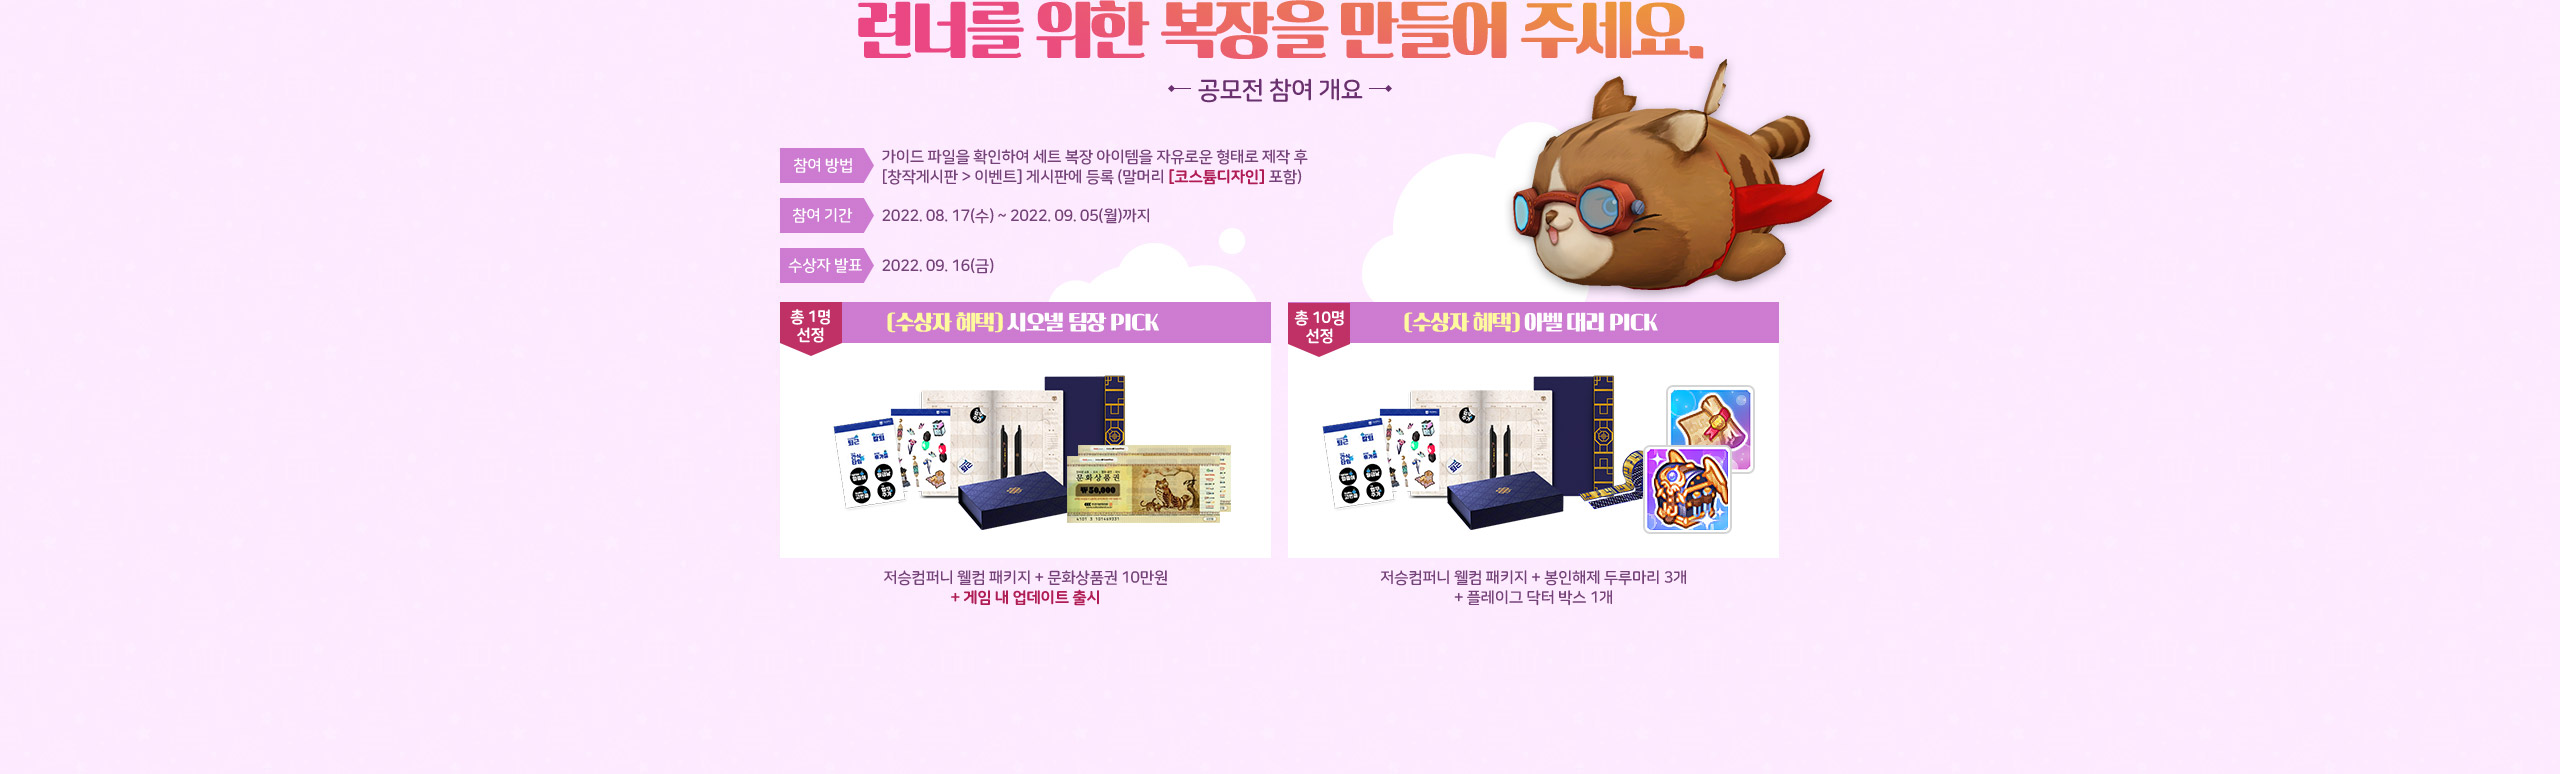 런너를 위한 복장을 만들어 주세요.
공모전 참여 개요
참여 방법
가이드 파일을 확인하여 세트 복장 아이템을 자유로운 형태로 제작 후
[창작게시판 > 이벤트] 게시판에 등록 (말머리 [코스튬디자인] 포함)
참여 기간
2022. 08. 17(수) ~ 2022. 09. 05(월)까지
수상자 발표
2022. 09. 16(금)
총 1명
선정
(수상자 혜택) 시오넬 팀장 PICK
문화상품권
₩50,000
저승컴퍼니 웰컴 패키지 + 문화상품권 10만원
+ 게임 내 업데이트 출시
총 10명
선정
(수상자 혜택) 아벨 대리 PICK
저승컴퍼니 웰컴 패키지 + 봉인해제 두루마리 3개
+ 플레이그 닥터 박스 1개